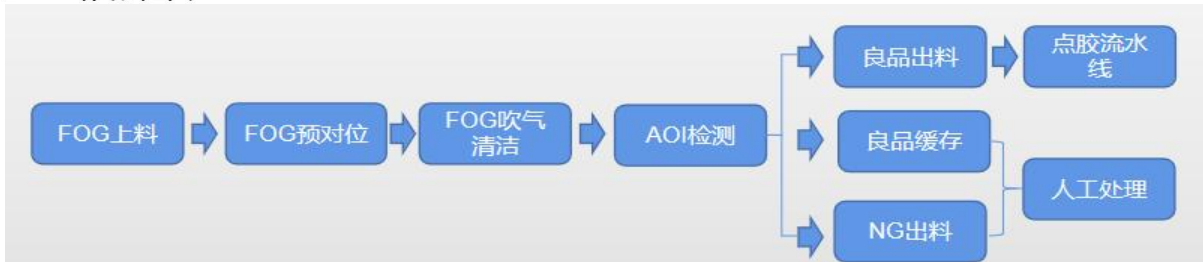 FOG上料
FOG预对位
FOG吹气
清洁
AOI检测
良品出料
点胶流水
线
良品缓存
人工处理
NG出料